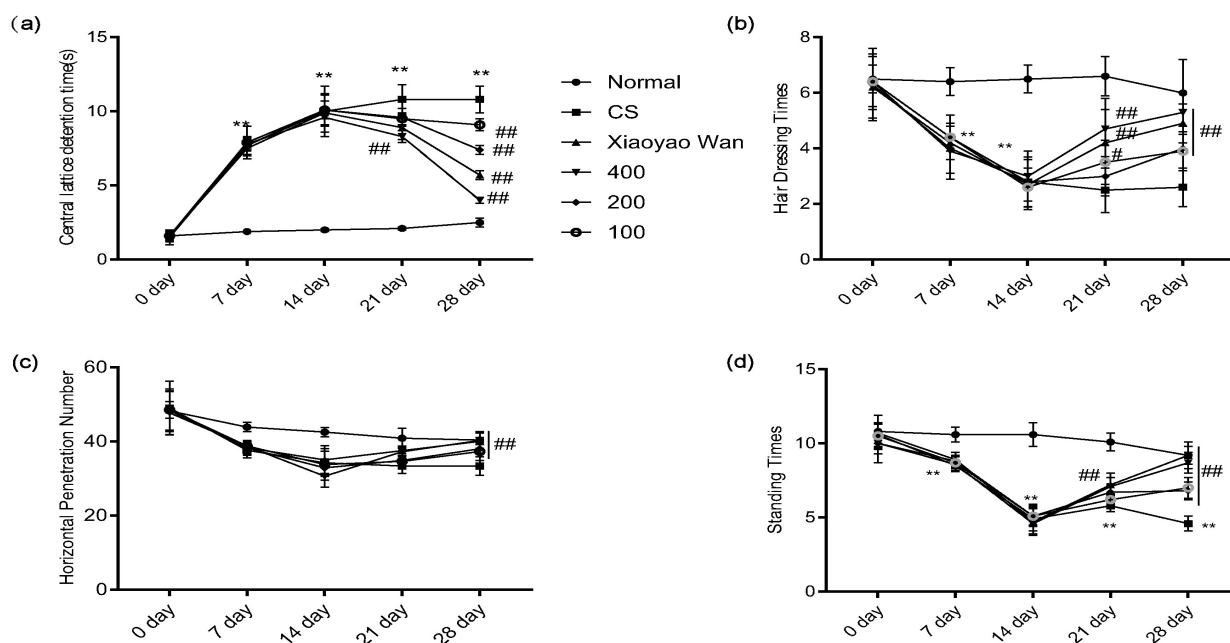 (a)
Central lattice detention time(s)
15
10
5
0
**
**
**
**
##
##
##
##
##
0 day
7 day
14 day
21 day
28 day
Normal
CS
Xiaoyao Wan
400
200
100
(b)
Hair Dressing Times
8
6
4
2
0
**
**
##
##
#
##
0 day
7 day
14 day
21 day
28 day
(c)
Horizontal Penetration Number
60
40
20
0
##
0 day
7 day
14 day
21 day
28 day
(d)
Standing Times
15
10
5
0
**
**
##
**
##
**
0 day
7 day
14 day
21 day
28 day